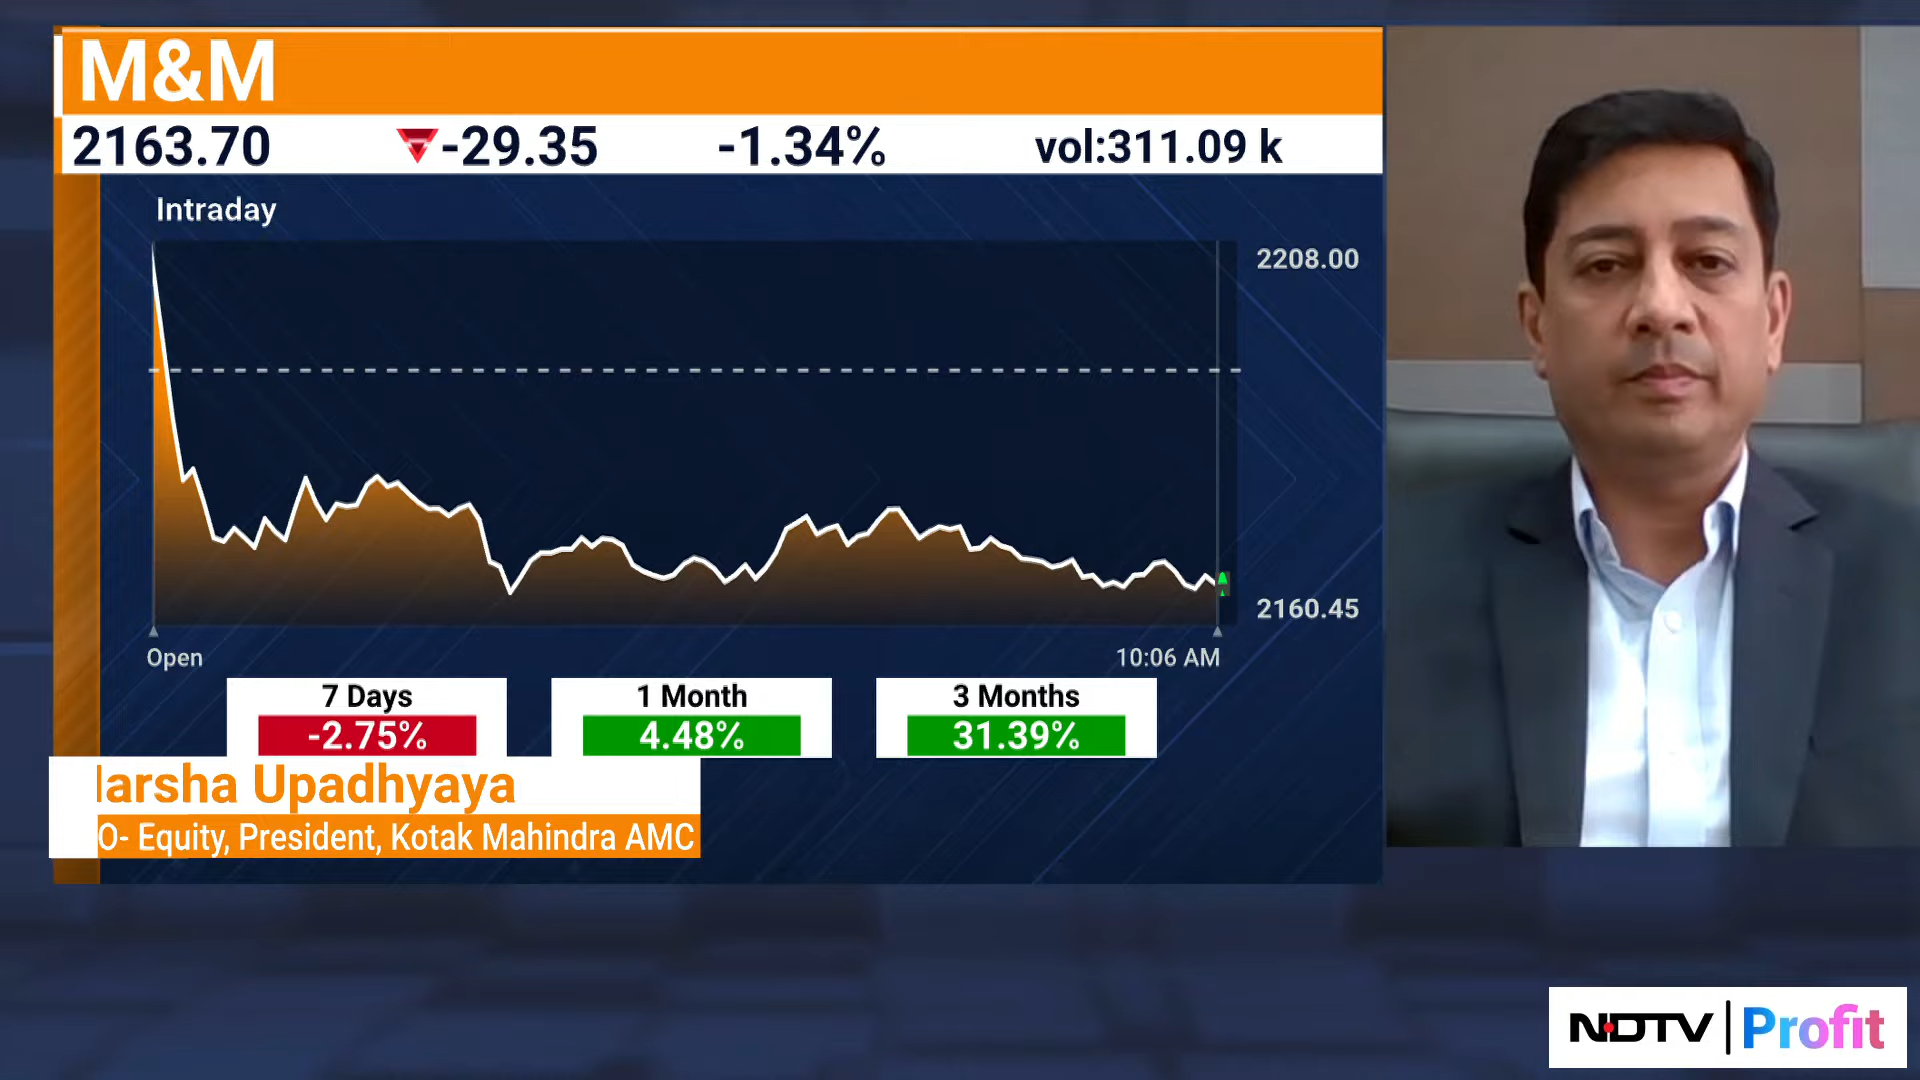 M&M
2163.70 -29.35 -1.34% vol:311.09 k
Intraday
2208.00
2160.45
Open 10:06 AM
7 Days 1 Month 3 Months
-2.75% 4.48% 31.39%
arsha Upadhyaya
O- Equity, President, Kotak Mahindra AMC
NDTV Profit